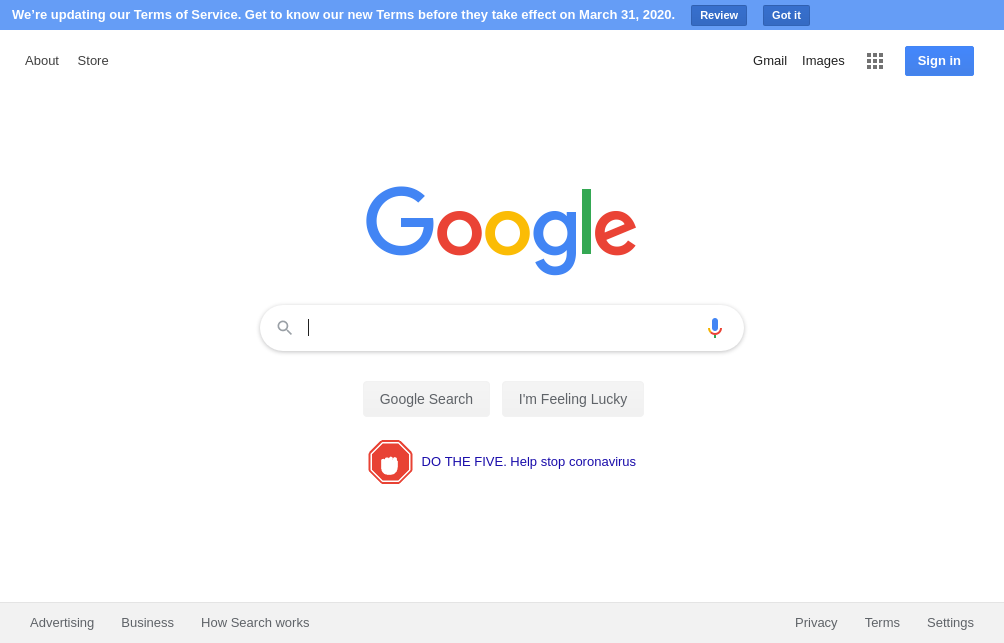 We're updating our Terms of Service. Get to know our new Terms before they take effect on March 31, 2020. Review Got it
About Store Gmail Images Sign in
Google
Google Search I'm Feeling Lucky
DO THE FIVE. Help stop coronavirus
Advertising Business How Search works Privacy Terms Settings